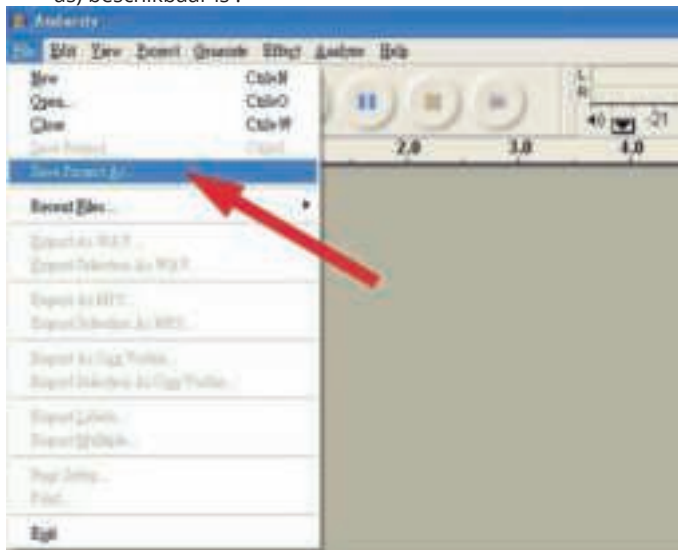 as) beschikbaar is .
Audacity
File Edit View Project Generate Effect Analyze Help
New Ctrl+N
Open... Ctrl+O
Close Ctrl+W
Save Project Ctrl+S
Save Project As...
Recent Files...
Export As WAV...
Export Selection As WAV...
Export As MP3...
Export Selection As MP3...
Export As Ogg Vorbis...
Export Selection As Ogg Vorbis...
Export Labels...
Export Multiple...
Page Setup...
Print...
Exit
L
R
-21
2,0 3,0 4,0